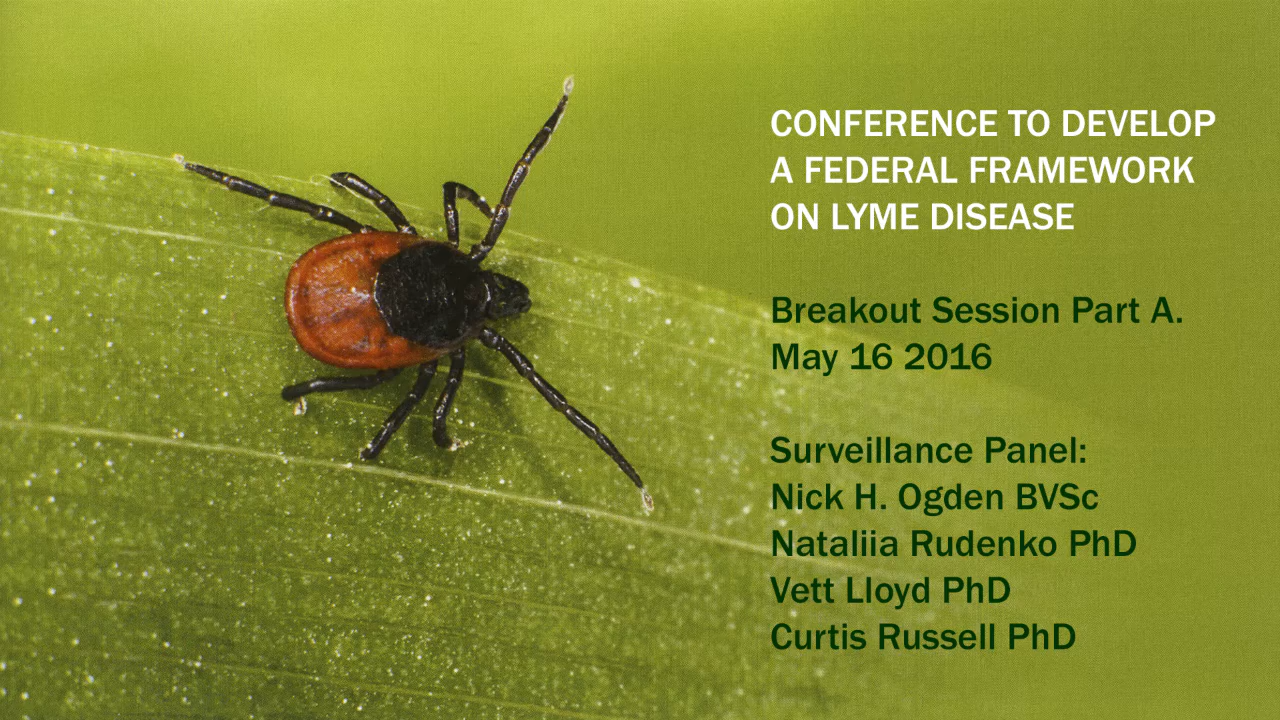 CONFERENCE TO DEVELOP
A FEDERAL FRAMEWORK
ON LYME DISEASE
Breakout Session Part A.
May 16 2016
Surveillance Panel:
Nick H. Ogden BVSc
Nataliia Rudenko PhD
Vett Lloyd PhD
Curtis Russell PhD